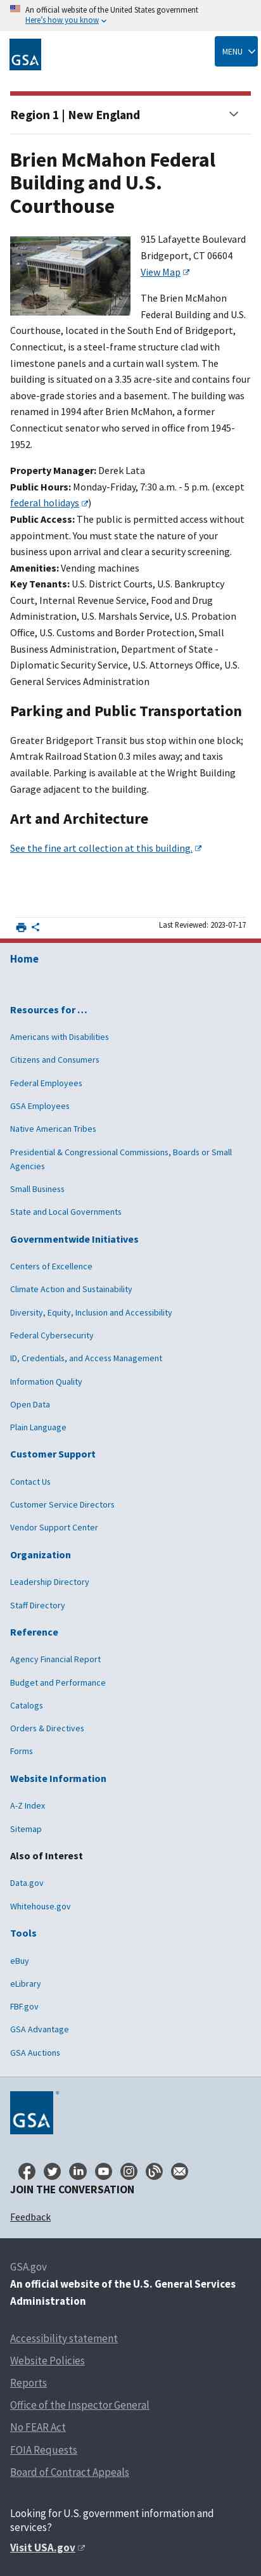 An official website of the United States government
Here's how you know
GSA
MENU
Region 1 | New England
Brien McMahon Federal
Building and U.S.
Courthouse
915 Lafayette Boulevard
Bridgeport, CT 06604
View Map
The Brien McMahon
Federal Building and U.S.
Courthouse, located in the South End of Bridgeport,
Connecticut, is a steel-frame structure clad with
limestone panels and a curtain wall system. The
building is situated on a 3.35 acre-site and contains four
above-grade stories and a basement. The building was
renamed in 1994 after Brien McMahon, a former
Connecticut senator who served in office from 1945-
1952.
Property Manager: Derek Lata
Public Hours: Monday-Friday, 7:30 a.m. - 5 p.m. (except
federal holidays)
Public Access: The public is permitted access without
appointment. You must state the nature of your
business upon arrival and clear a security screening.
Amenities: Vending machines
Key Tenants: U.S. District Courts, U.S. Bankruptcy
Court, Internal Revenue Service, Food and Drug
Administration, U.S. Marshals Service, U.S. Probation
Office, U.S. Customs and Border Protection, Small
Business Administration, Department of State -
Diplomatic Security Service, U.S. Attorneys Office, U.S.
General Services Administration
Parking and Public Transportation
Greater Bridgeport Transit bus stop within one block;
Amtrak Railroad Station 0.3 miles away; and taxis
available. Parking is available at the Wright Building
Garage adjacent to the building.
Art and Architecture
See the fine art collection at this building.
Last Reviewed: 2023-07-17
Home
Resources for …
Americans with Disabilities
Citizens and Consumers
Federal Employees
GSA Employees
Native American Tribes
Presidential & Congressional Commissions, Boards or Small
Agencies
Small Business
State and Local Governments
Governmentwide Initiatives
Centers of Excellence
Climate Action and Sustainability
Diversity, Equity, Inclusion and Accessibility
Federal Cybersecurity
ID, Credentials, and Access Management
Information Quality
Open Data
Plain Language
Customer Support
Contact Us
Customer Service Directors
Vendor Support Center
Organization
Leadership Directory
Staff Directory
Reference
Agency Financial Report
Budget and Performance
Catalogs
Orders & Directives
Forms
Website Information
A-Z Index
Sitemap
Also of Interest
Data.gov
Whitehouse.gov
Tools
eBuy
eLibrary
FBF.gov
GSA Advantage
GSA Auctions
GSA
JOIN THE CONVERSATION
Feedback
GSA.gov
An official website of the U.S. General Services
Administration
Accessibility statement
Website Policies
Reports
Office of the Inspector General
No FEAR Act
FOIA Requests
Board of Contract Appeals
Looking for U.S. government information and
services?
Visit USA.gov